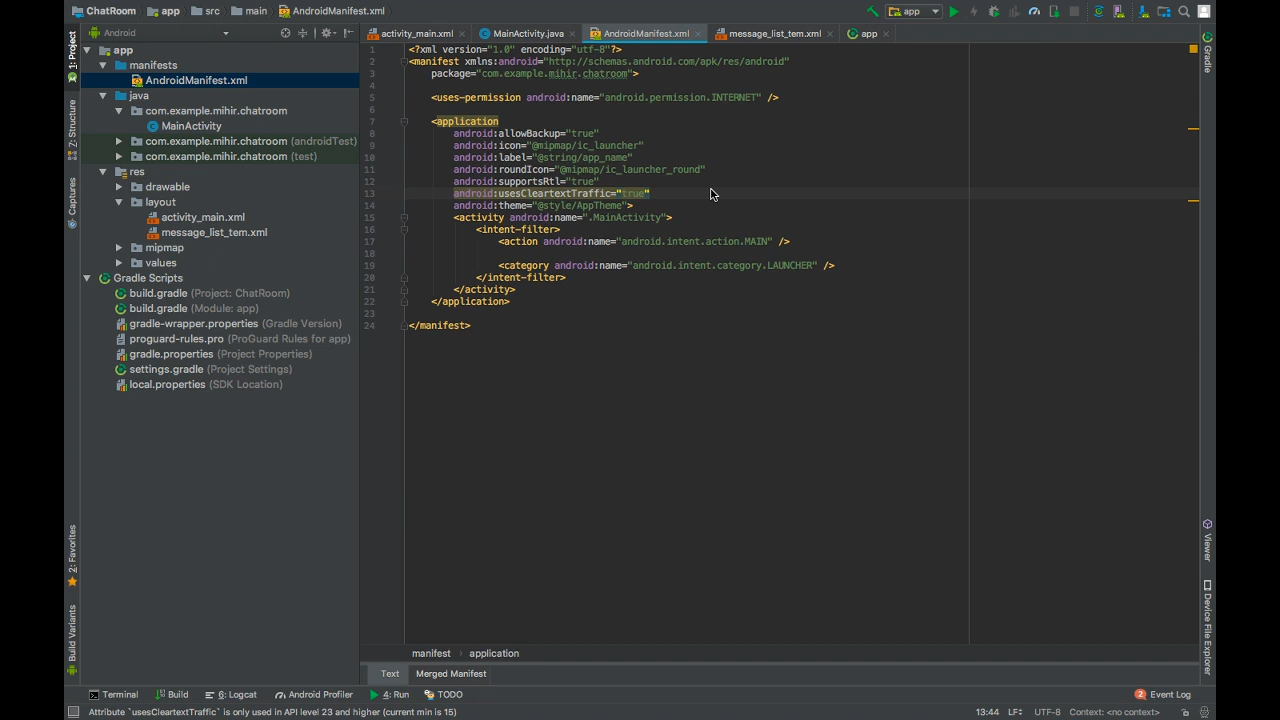 ChatRoom app src main AndroidManifest.xml app
1: Project Android activity_main.xml MainActivity.java AndroidManifest.xml message_list_tem.xml app Gradle
app
manifests
AndroidManifest.xml
java
com.example.mihir.chatroom
MainActivity
com.example.mihir.chatroom (androidTest)
com.example.mihir.chatroom (test)
res
drawable
layout
activity_main.xml
message_list_tem.xml
mipmap
values
Gradle Scripts
build.gradle (Project: ChatRoom)
build.gradle (Module: app)
gradle-wrapper.properties (Gradle Version)
proguard-rules.pro (ProGuard Rules for app)
gradle.properties (Project Properties)
settings.gradle (Project Settings)
local.properties (SDK Location)
Z: Structure
Captures
2: Favorites
Build Variants
1 <?xml version="1.0" encoding="utf-8"?>
2 <manifest xmlns:android="http://schemas.android.com/apk/res/android"
3 package="com.example.mihir.chatroom">
4
5 <uses-permission android:name="android.permission.INTERNET" />
6
7 <application
8 android:allowBackup="true"
9 android:icon="@mipmap/ic_launcher"
10 android:label="@string/app_name"
11 android:roundIcon="@mipmap/ic_launcher_round"
12 android:supportsRtl="true"
13 android:usesCleartextTraffic="true"
14 android:theme="@style/AppTheme">
15 <activity android:name=".MainActivity">
16 <intent-filter>
17 <action android:name="android.intent.action.MAIN" />
18
19 <category android:name="android.intent.category.LAUNCHER" />
20 </intent-filter>
21 </activity>
22 </application>
23
24 </manifest>
Viewer
Device File Explorer
manifest › application
Text Merged Manifest
Terminal Build 6: Logcat Android Profiler 4: Run TODO 2 Event Log
Attribute `usesCleartextTraffic` is only used in API level 23 and higher (current min is 15) 13:44 LF÷ UTF-8 Context: <no context>